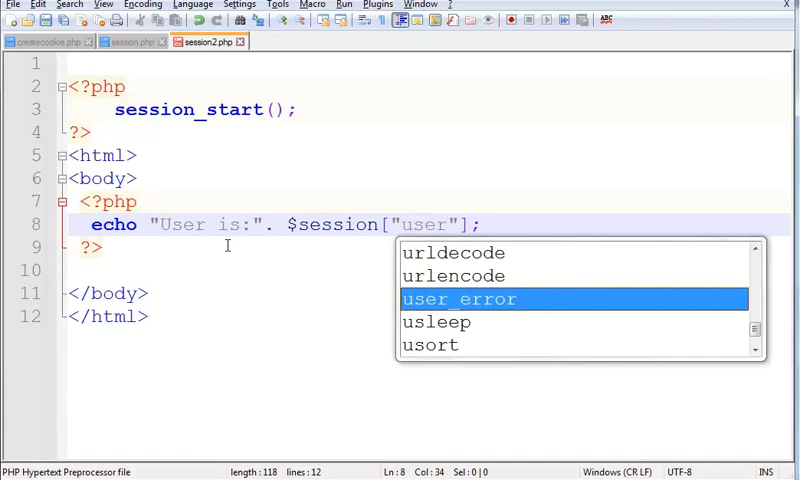 File Edit Search View Encoding Language Settings Tools Macro Run Plugins Window ?
ABC
createcookie.php session.php session2.php
1
2 <?php
3 session_start();
4 ?>
5 <html>
6 <body>
7 <?php
8 echo "User is:". $session["user"];
9 ?>
10
11 </body>
12 </html>
urldecode
urlencode
user_error
usleep
usort
PHP Hypertext Preprocessor file length : 118 lines : 12 Ln : 8 Col : 34 Sel : 0 | 0 Windows (CR LF) UTF-8 INS